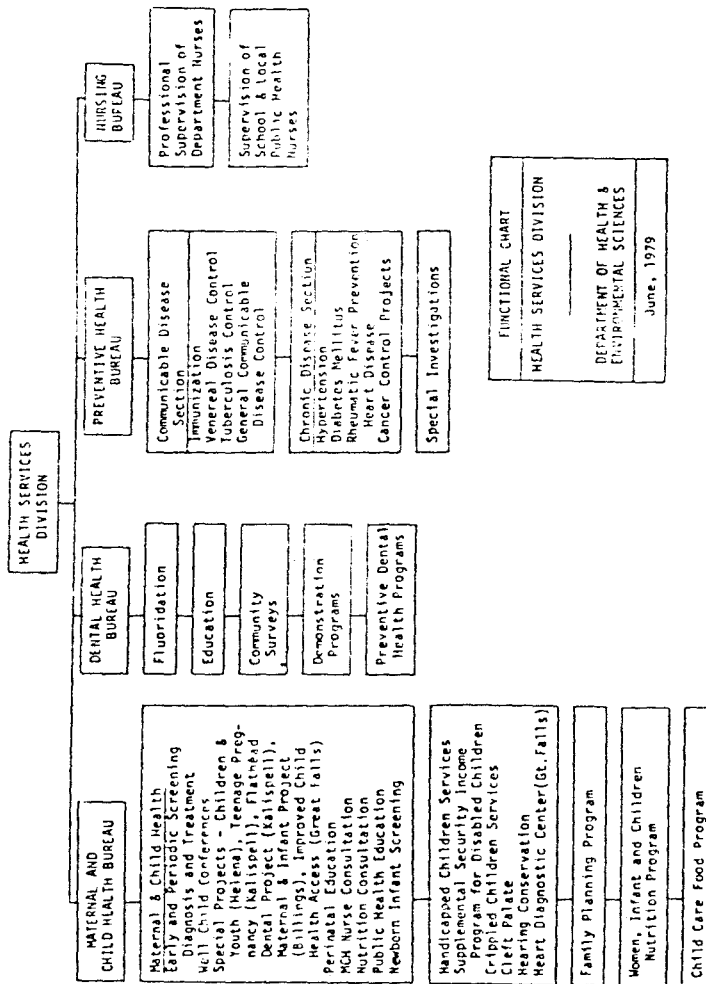 HEALTH SERVICES
DIVISION
MATERNAL AND
CHILD HEALTH BUREAU
Maternal & Child Health
Early and Periodic Screening
Diagnosis and Treatment
Well Child Conferences
Special Projects - Children &
Youth (Helena), Teenage Preg-
nancy (Kalispell), Flathead
Dental Project (Kalispell),
Maternal & Infant Project
(Billings), Improved Child
Health Access (Great Falls)
Perinatal Education
MCH Nurse Consultation
Nutrition Consultation
Public Health Education
Newborn Infant Screening
Handicapped Children Services
Supplemental Security Income
Program for Disabled Children
Crippled Children Services
Cleft Palate
Hearing Conservation
Heart Diagnostic Center(Gt.Falls)
Family Planning Program
Women, Infant and Children
Nutrition Program
Child Care Food Program
DENTAL HEALTH
BUREAU
Fluoridation
Education
Community
Surveys
Demonstration
Programs
Preventive Dental
Health Programs
PREVENTIVE HEALTH
BUREAU
Communicable Disease
Section
Immunization
Venereal Disease Control
Tuberculosis Control
General Communicable
Disease Control
Chronic Disease Section
Hypertension
Diabetes Mellitus
Rheumatic Fever Prevention
Heart Disease
Cancer Control Projects
Special Investigations
NURSING
BUREAU
Professional
Supervision of
Department Nurses
Supervision of
School & Local
Public Health
Nurses
FUNCTIONAL CHART
HEALTH SERVICES DIVISION
DEPARTMENT OF HEALTH &
ENVIRONMENTAL SCIENCES
June, 1979